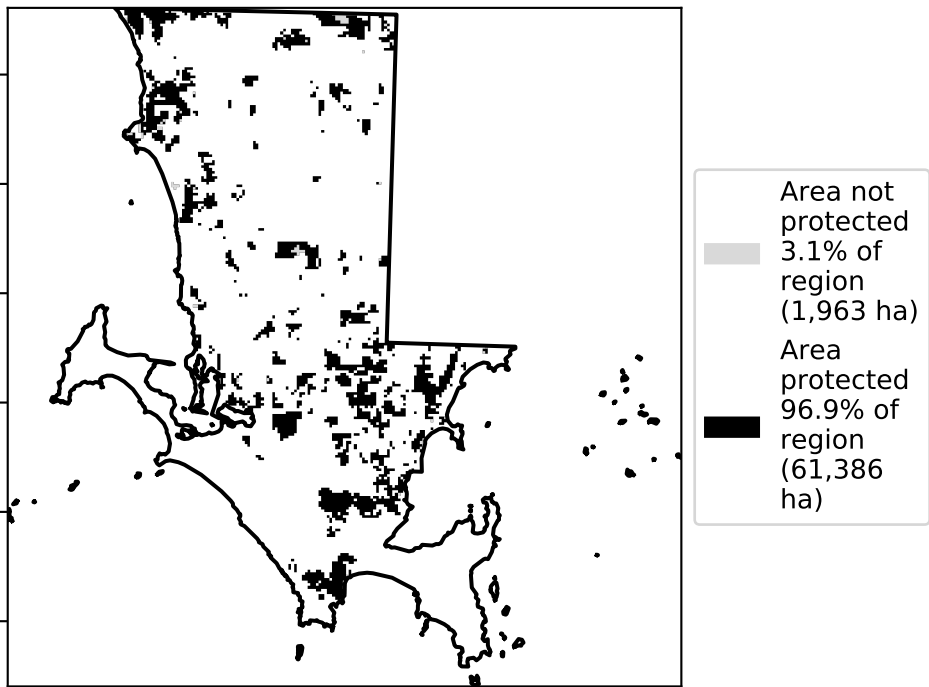 Area not
protected
3.1% of
region
(1,963 ha)
Area
protected
96.9% of
region
(61,386
ha)